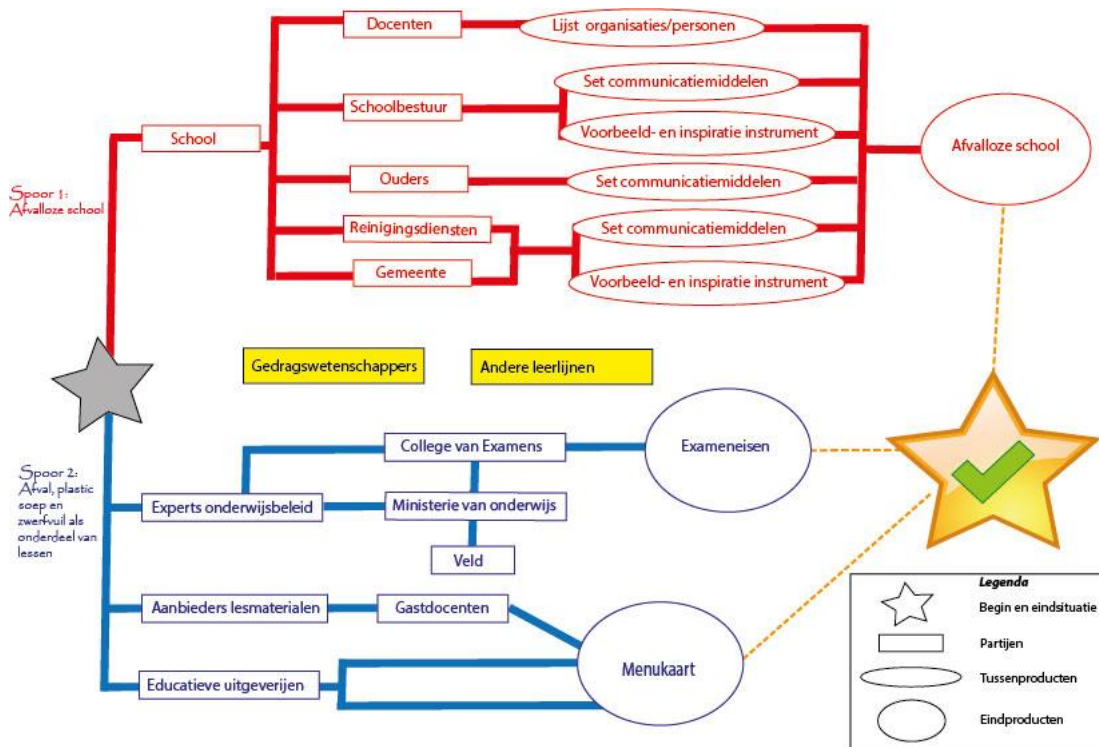 Docenten
Lijst organisaties/personen
Set communicatiemiddelen
Schoolbestuur
Voorbeeld- en inspiratie instrument
School
Afvalloze school
Ouders
Set communicatiemiddelen
Spoor 1:
Afvalloze school
Reinigingsdiensten
Set communicatiemiddelen
Gemeente
Voorbeeld- en inspiratie instrument
Gedragswetenschappers
Andere leerlijnen
College van Examens
Exameneisen
Spoor 2:
Afval, plastic
soep en
zwerfvuil als
onderdeel van
lessen
Experts onderwijsbeleid
Ministerie van onderwijs
Veld
Aanbieders lesmaterialen
Gastdocenten
Menukaart
Educatieve uitgeverijen
Legenda
Begin en eindsituatie
Partijen
Tussenproducten
Eindproducten